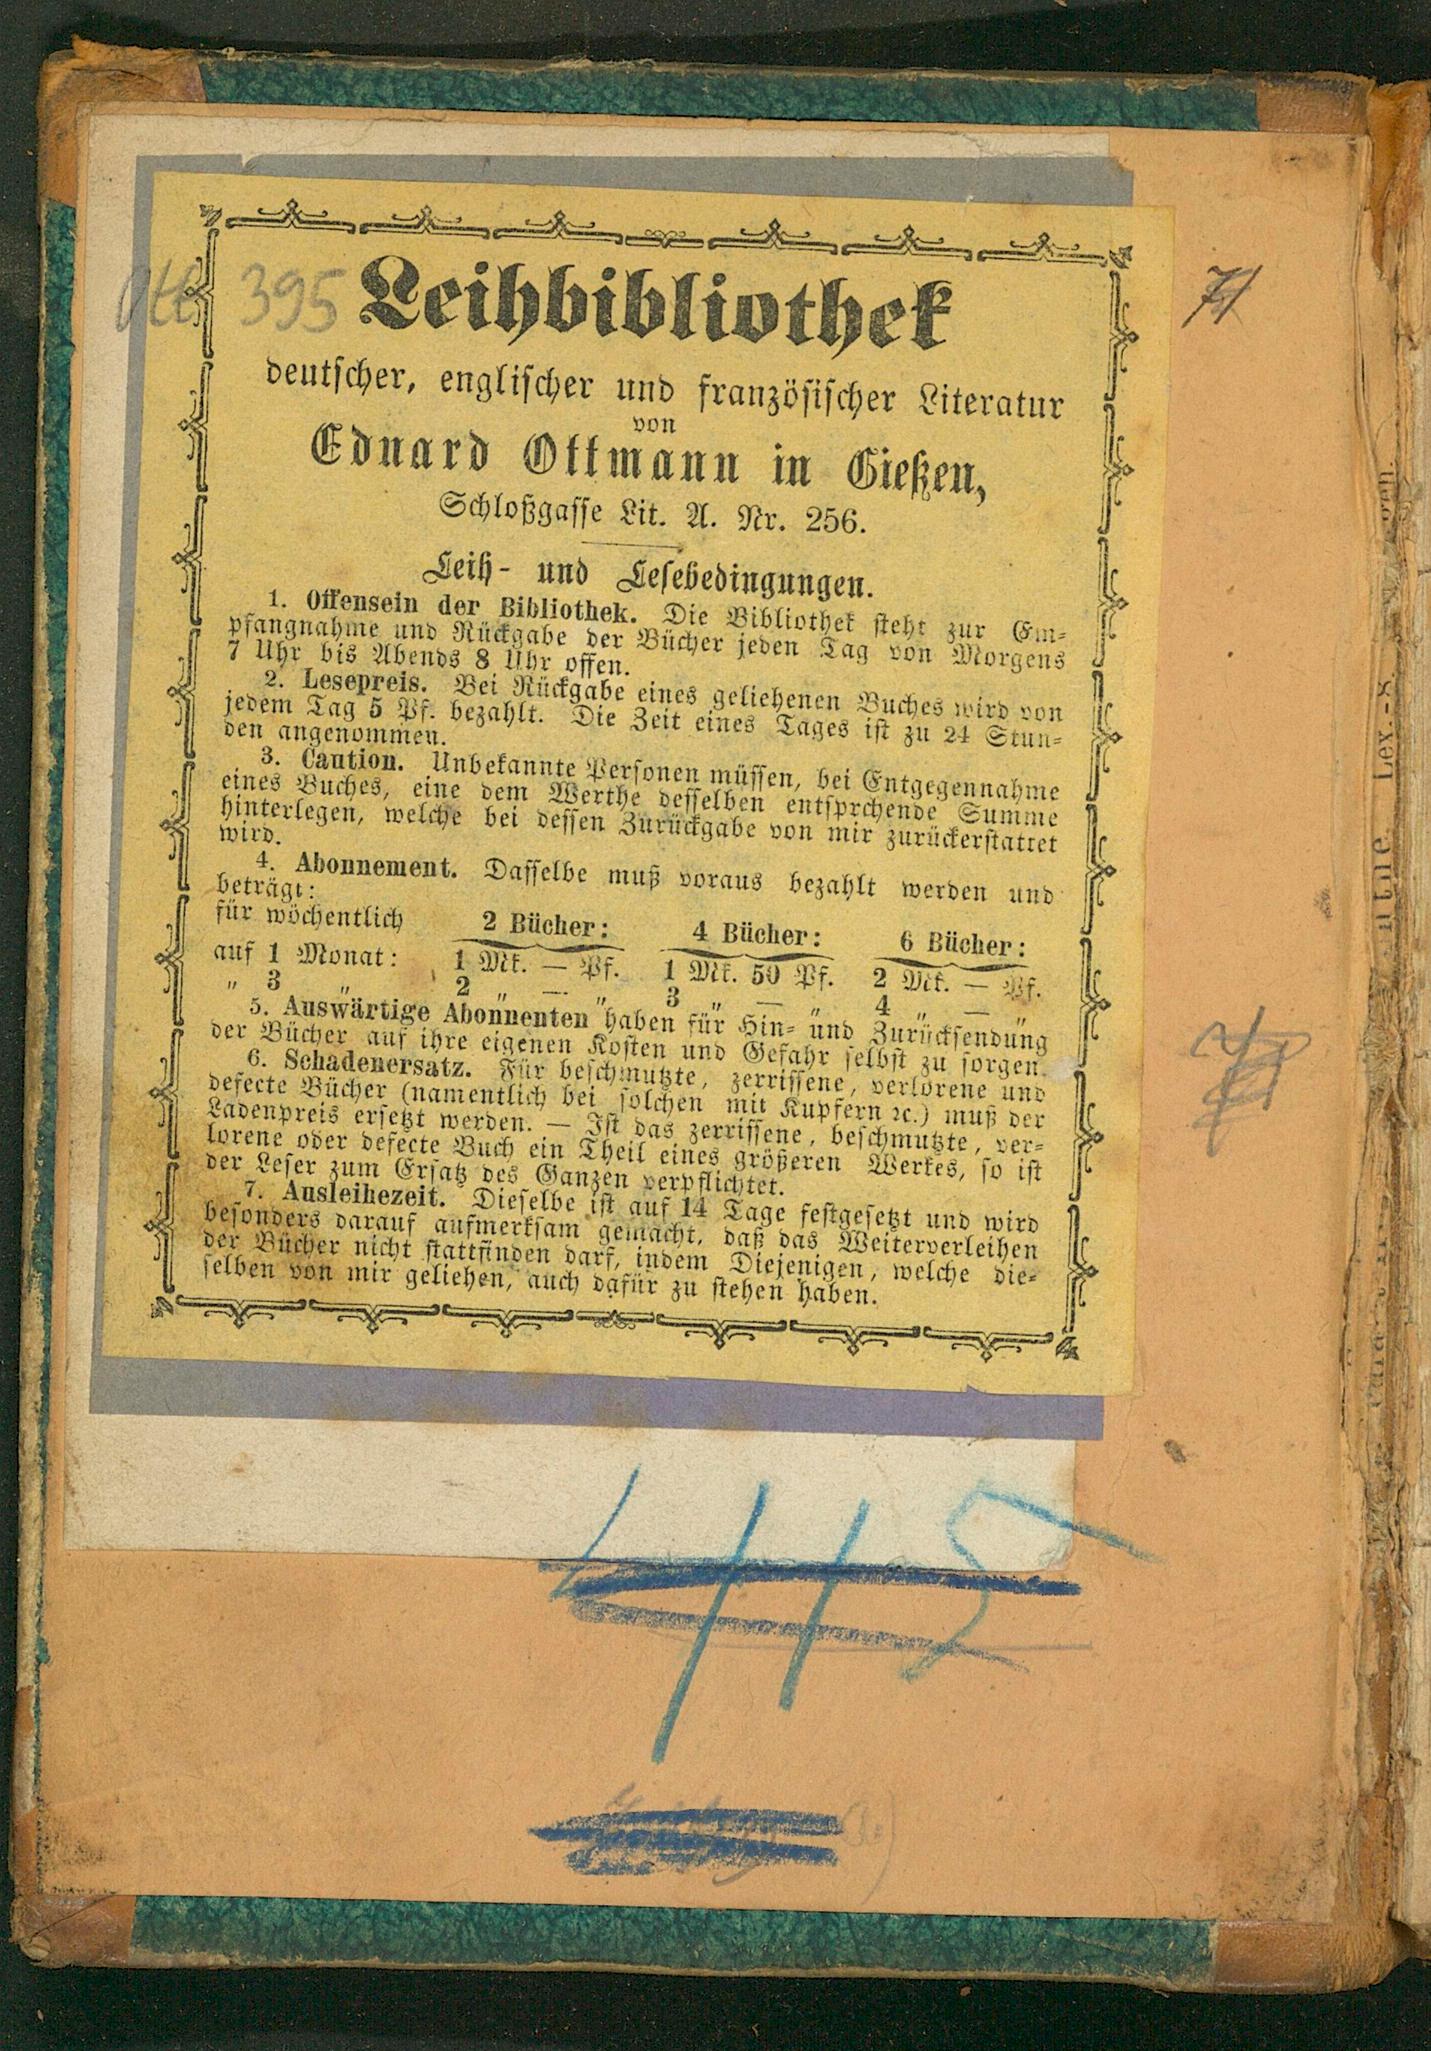 Ott 395
Leihbibliothek
deutscher, englischer und französischer Literatur
von
Eduard Ottmann in Gießen,
Schloßgasse Lit. A. Nr. 256.
Leih- und Lesebedingungen.
1. Offensein der Bibliothek. Die Bibliothek steht zur Em-
pfangnahme und Rückgabe der Bücher jeden Tag von Morgens
7 Uhr bis Abends 8 Uhr offen.
2. Lesepreis. Bei Rückgabe eines geliehenen Buches wird von
jedem Tag 5 Pf. bezahlt. Die Zeit eines Tages ist zu 24 Stun-
den angenommen.
3. Caution. Unbekannte Personen müssen, bei Entgegennahme
eines Buches, eine dem Werthe desselben entsprchende Summe
hinterlegen, welche bei dessen Zurückgabe von mir zurückerstattet
wird.
4. Abonnement. Dasselbe muß voraus bezahlt werden und
beträgt:
für wöchentlich 2 Bücher: 4 Bücher: 6 Bücher:
auf 1 Monat: 1 Mk. — Pf. 1 Mk. 50 Pf. 2 Mk. — Pf.
„ 3 „ 2 „ — „ 3 „ — „ 4 „ — „
5. Auswärtige Abonnenten haben für Hin- und Zurücksendung
der Bücher auf ihre eigenen Kosten und Gefahr selbst zu sorgen.
6. Schadenersatz. Für beschmutzte, zerrissene, verlorene und
defecte Bücher (namentlich bei solchen mit Kupfern ꝛc.) muß der
Ladenpreis ersetzt werden. — Ist das zerrissene, beschmutzte, ver-
lorene oder defecte Buch ein Theil eines größeren Werkes, so ist
der Leser zum Ersatz des Ganzen verpflichtet.
7. Ausleihezeit. Dieselbe ist auf 14 Tage festgesetzt und wird
besonders darauf aufmerksam gemacht, daß das Weiterverleihen
der Bücher nicht stattfinden darf, indem Diejenigen, welche die-
selben von mir geliehen, auch dafür zu stehen haben.
71
Lex.-8.
415